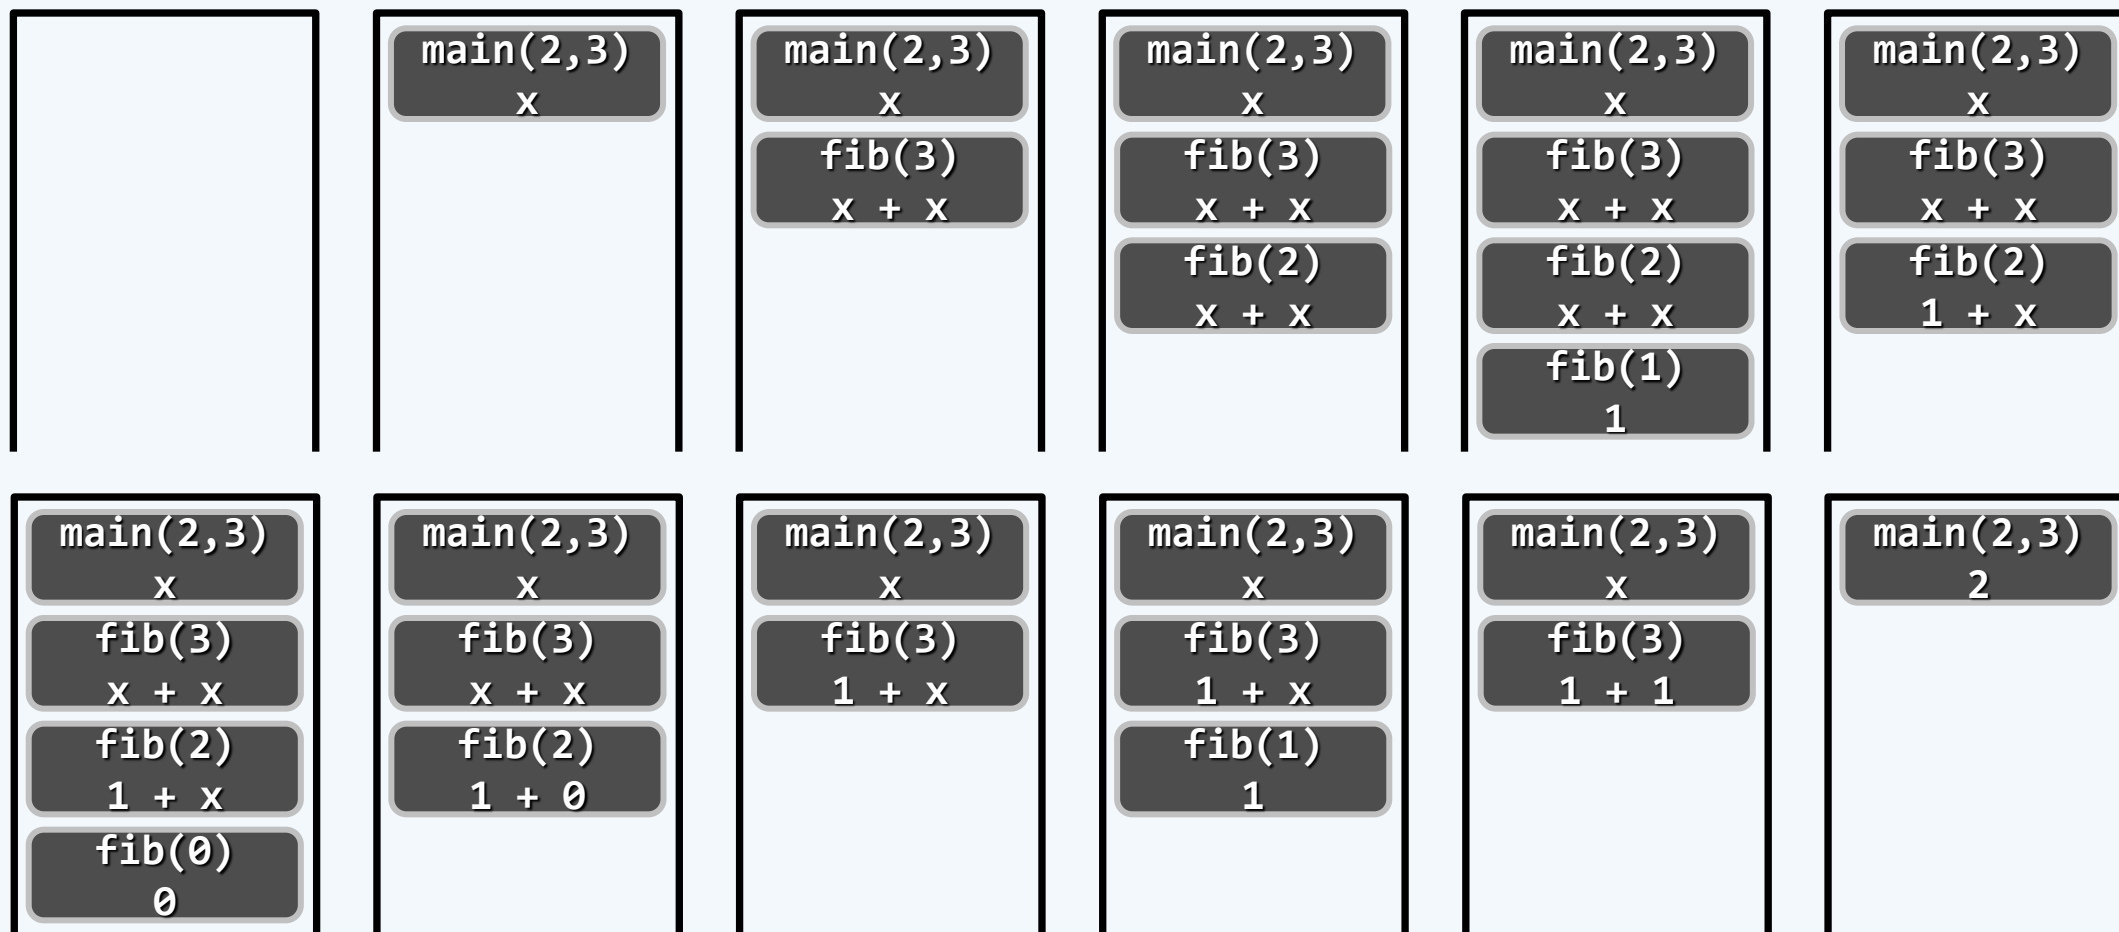 main(2,3)
x
main(2,3)
x
fib(3)
x + x
main(2,3)
x
fib(3)
x + x
fib(2)
x + x
main(2,3)
x
fib(3)
x + x
fib(2)
x + x
fib(1)
1
main(2,3)
x
fib(3)
x + x
fib(2)
1 + x
main(2,3)
x
fib(3)
x + x
fib(2)
1 + x
fib(0)
0
main(2,3)
x
fib(3)
x + x
fib(2)
1 + 0
main(2,3)
x
fib(3)
1 + x
main(2,3)
x
fib(3)
1 + x
fib(1)
1
main(2,3)
x
fib(3)
1 + 1
main(2,3)
2